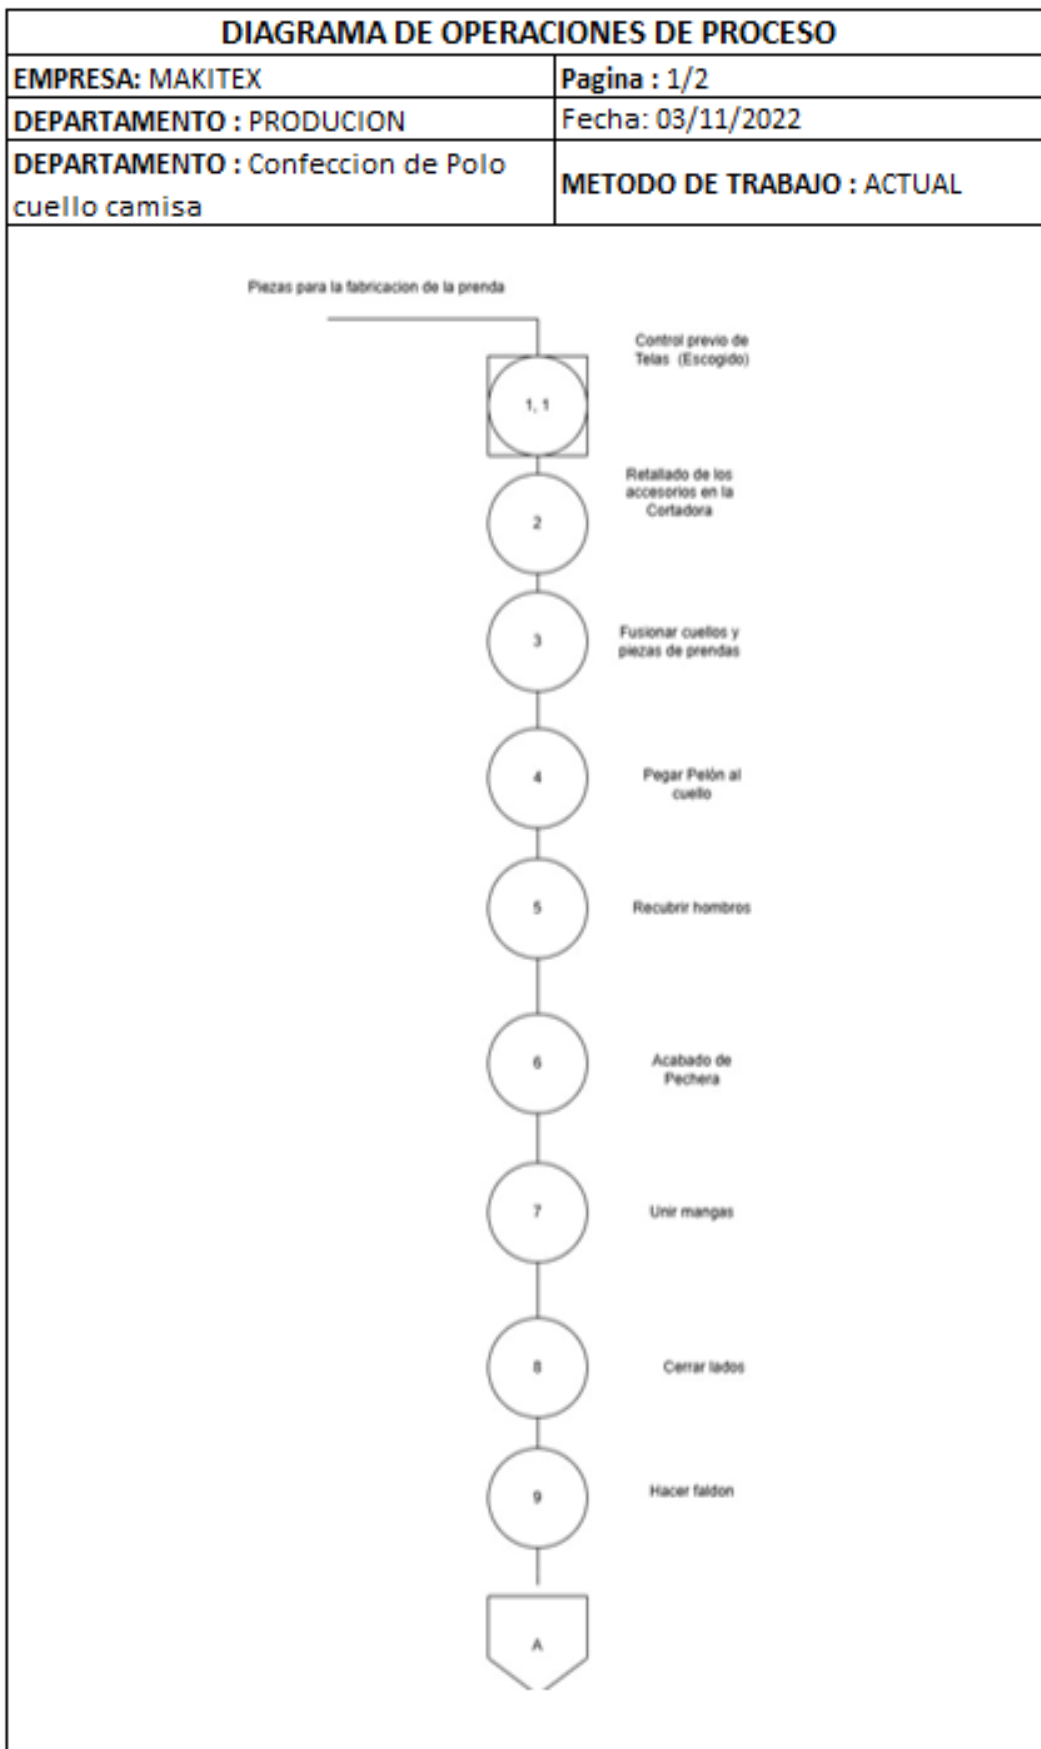 DIAGRAMA DE OPERACIONES DE PROCESO
EMPRESA: MAKITEX
Pagina : 1/2
DEPARTAMENTO : PRODUCION
Fecha: 03/11/2022
DEPARTAMENTO : Confeccion de Polo
cuello camisa
METODO DE TRABAJO : ACTUAL
Piezas para la fabricacion de la prenda
Control previo de
Telas (Escogido)
1, 1
Retallado de los
accesorios en la
Cortadora
2
Fusionar cuellos y
piezas de prendas
3
Pegar Pelón al
cuello
4
Recubrir hombros
5
Acabado de
Pechera
6
Unir mangas
7
Cerrar lados
8
Hacer faldon
9
A